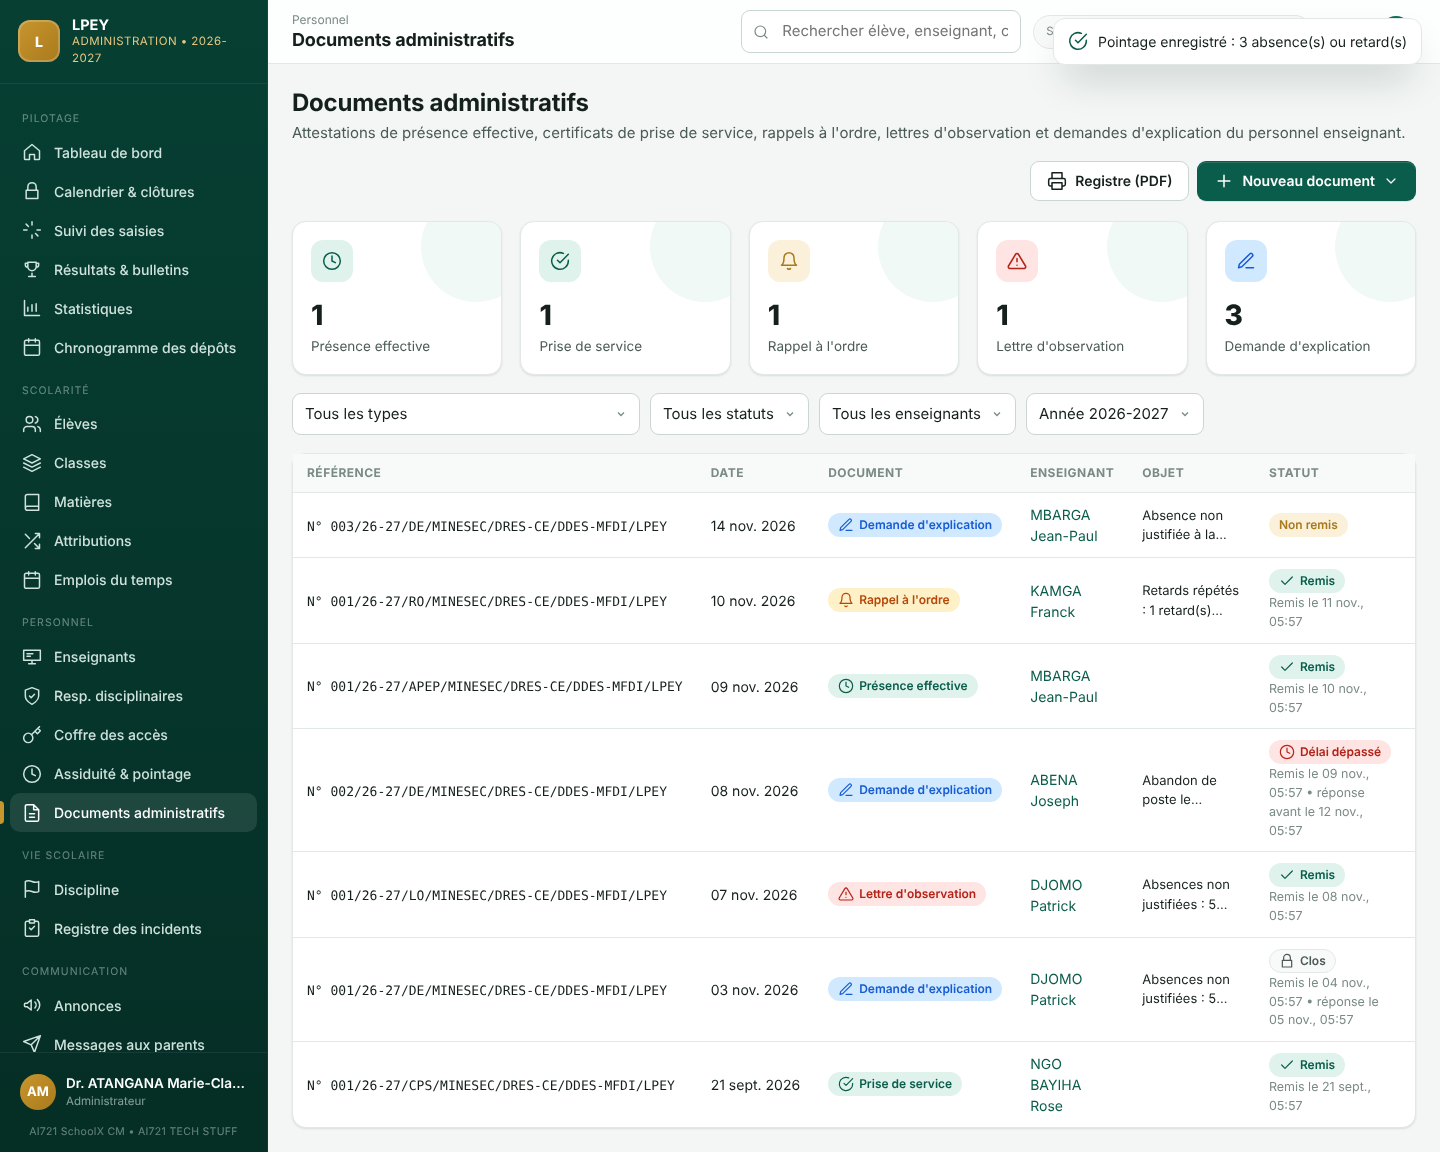 L
LPEY
ADMINISTRATION • 2026-
2027
PILOTAGE
Tableau de bord
Calendrier & clôtures
Suivi des saisies
Résultats & bulletins
Statistiques
Chronogramme des dépôts
SCOLARITÉ
Élèves
Classes
Matières
Attributions
Emplois du temps
PERSONNEL
Enseignants
Resp. disciplinaires
Coffre des accès
Assiduité & pointage
Documents administratifs
VIE SCOLAIRE
Discipline
Registre des incidents
COMMUNICATION
Annonces
Messages aux parents
AM
Dr. ATANGANA Marie-Cla...
Administrateur
AI721 SchoolX CM • AI721 TECH STUFF
Personnel
Documents administratifs
Rechercher élève, enseignant, c
Pointage enregistré : 3 absence(s) ou retard(s)
Documents administratifs
Attestations de présence effective, certificats de prise de service, rappels à l'ordre, lettres d'observation et demandes d'explication du personnel enseignant.
Registre (PDF)
Nouveau document
1
Présence effective
1
Prise de service
1
Rappel à l'ordre
1
Lettre d'observation
3
Demande d'explication
Tous les types
Tous les statuts
Tous les enseignants
Année 2026-2027
RÉFÉRENCE DATE DOCUMENT ENSEIGNANT OBJET STATUT
N° 003/26-27/DE/MINESEC/DRES-CE/DDES-MFDI/LPEY
14 nov. 2026
Demande d'explication
MBARGA
Jean-Paul
Absence non
justifiée à la...
Non remis
N° 001/26-27/RO/MINESEC/DRES-CE/DDES-MFDI/LPEY
10 nov. 2026
Rappel à l'ordre
KAMGA
Franck
Retards répétés
: 1 retard(s)...
Remis
Remis le 11 nov.,
05:57
N° 001/26-27/APEP/MINESEC/DRES-CE/DDES-MFDI/LPEY
09 nov. 2026
Présence effective
MBARGA
Jean-Paul
Remis
Remis le 10 nov.,
05:57
N° 002/26-27/DE/MINESEC/DRES-CE/DDES-MFDI/LPEY
08 nov. 2026
Demande d'explication
ABENA
Joseph
Abandon de
poste le...
Délai dépassé
Remis le 09 nov.,
05:57 • réponse
avant le 12 nov.,
05:57
N° 001/26-27/LO/MINESEC/DRES-CE/DDES-MFDI/LPEY
07 nov. 2026
Lettre d'observation
DJOMO
Patrick
Absences non
justifiées : 5...
Remis
Remis le 08 nov.,
05:57
N° 001/26-27/DE/MINESEC/DRES-CE/DDES-MFDI/LPEY
03 nov. 2026
Demande d'explication
DJOMO
Patrick
Absences non
justifiées : 5...
Clos
Remis le 04 nov.,
05:57 • réponse le
05 nov., 05:57
N° 001/26-27/CPS/MINESEC/DRES-CE/DDES-MFDI/LPEY
21 sept. 2026
Prise de service
NGO
BAYIHA
Rose
Remis
Remis le 21 sept.,
05:57